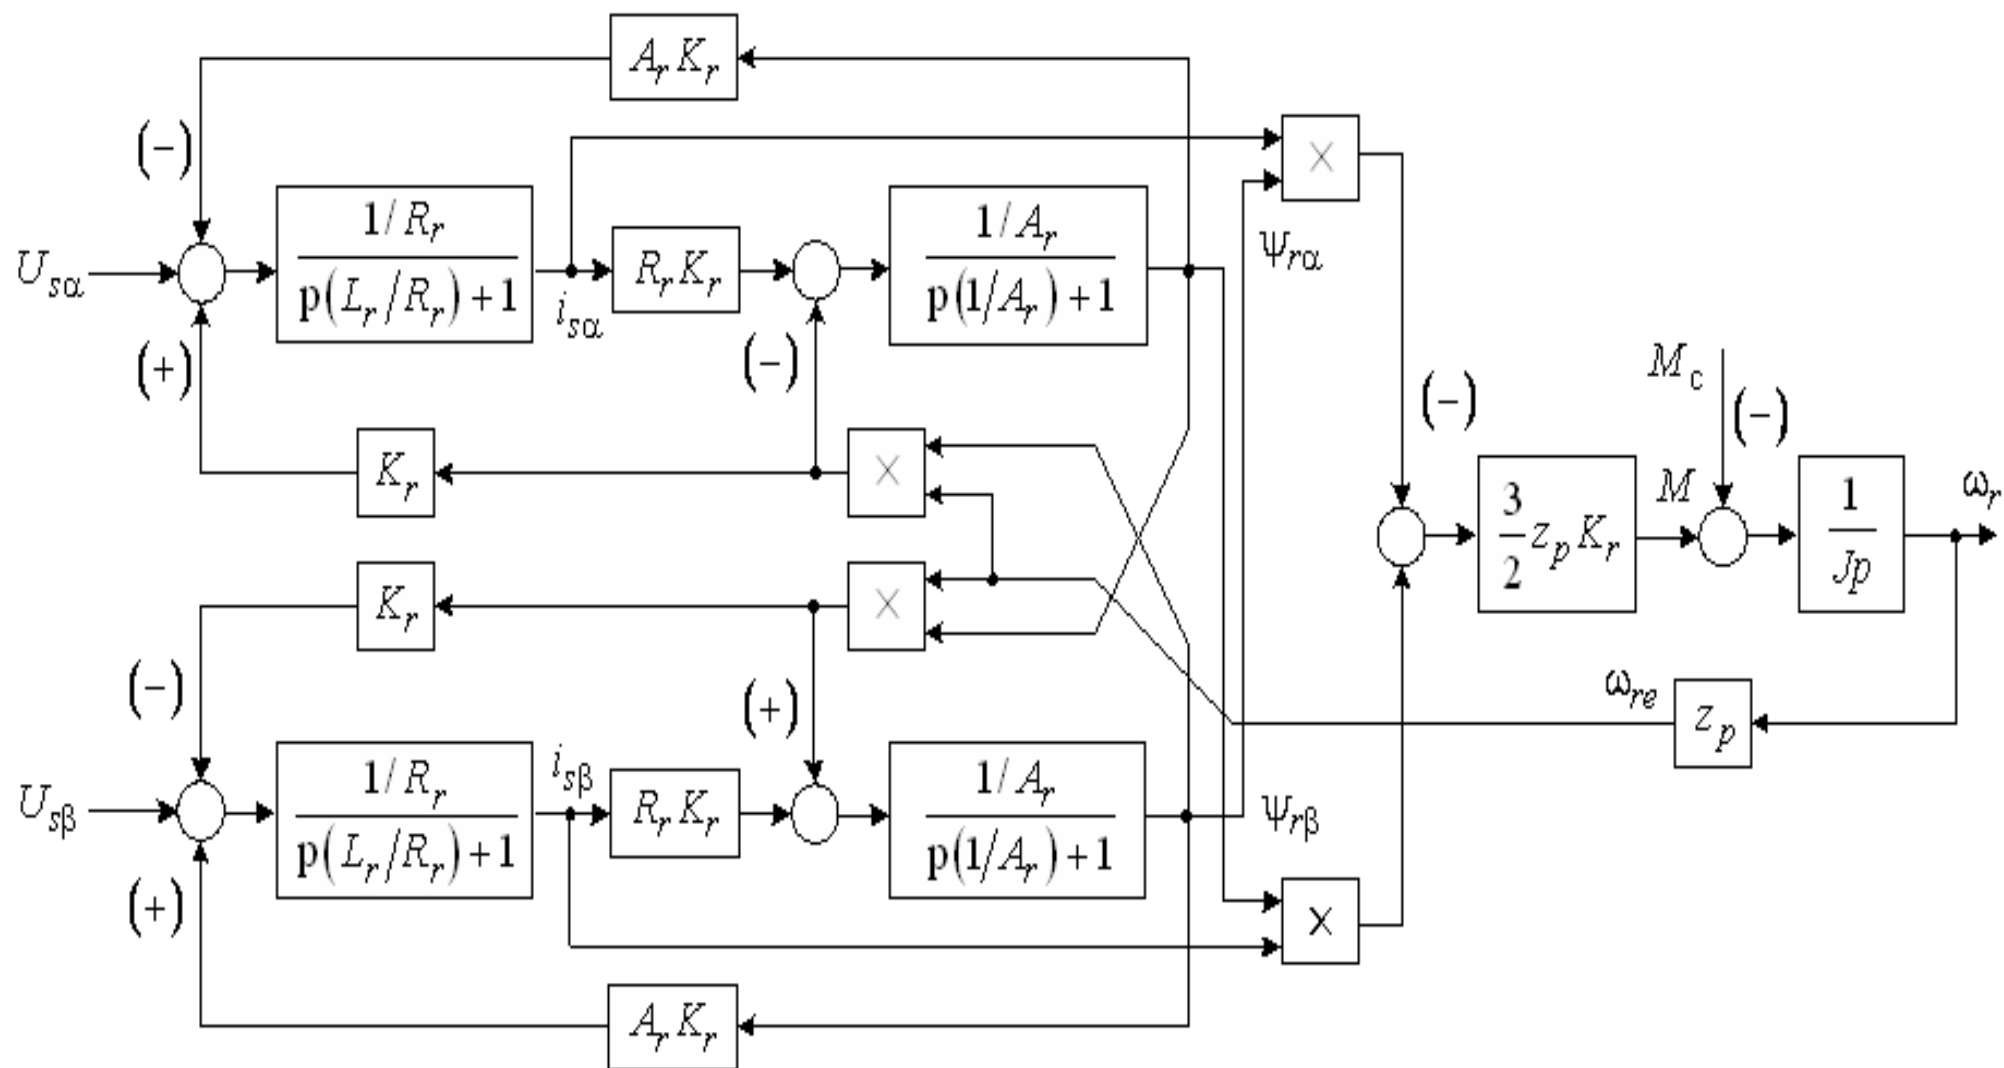 A_r K_r
(−)
×
1/R_r
1/A_r
U_sα
R_r K_r
Ψ_rα
p(L_r/R_r)+1
i_sα
p(1/A_r)+1
(+)
(−)
M_c
(−)
(−)
K_r
×
3/2 z_p K_r
M
1/Jp
ω_r
K_r
×
(−)
(+)
ω_re
z_p
1/R_r
i_sβ
1/A_r
U_sβ
R_r K_r
Ψ_rβ
p(L_r/R_r)+1
p(1/A_r)+1
(+)
×
A_r K_r